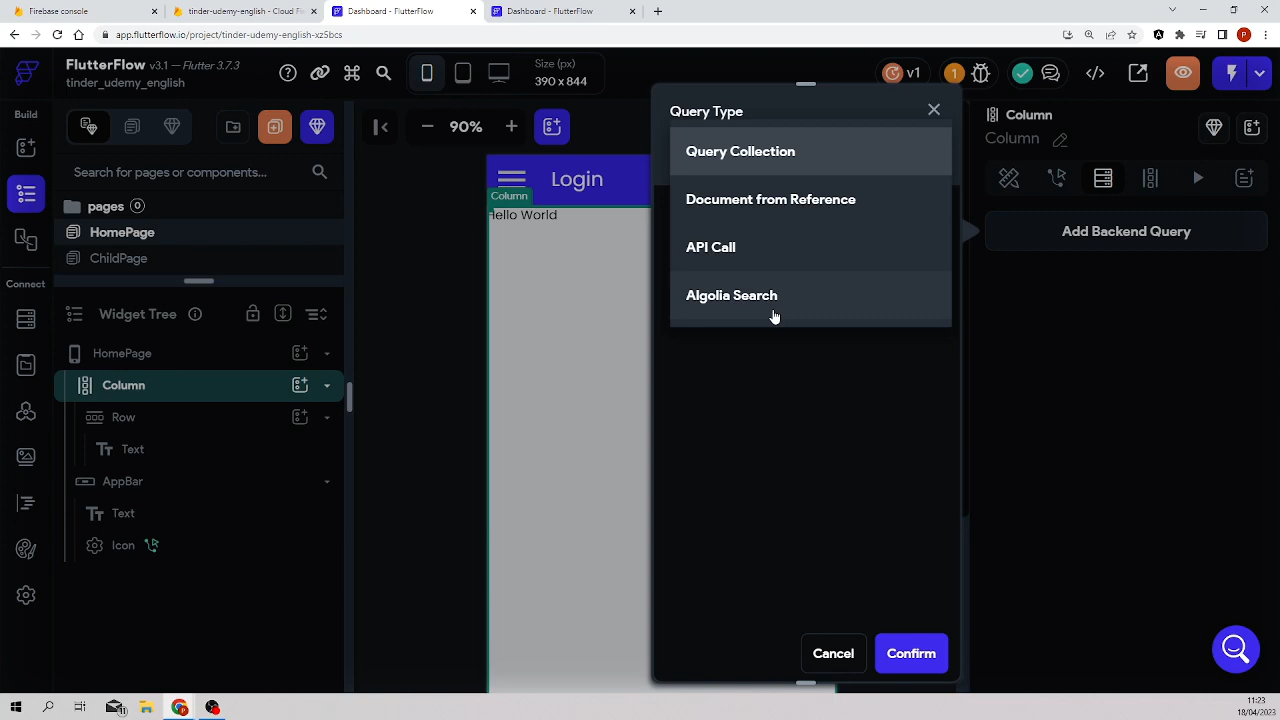 Firebase console
tinder-udemy-english - Cloud Fi
Dashboard - FlutterFlow
Dashboard - FlutterFlow
app.flutterflow.io/project/tinder-udemy-english-xz5bcs
FlutterFlow v3.1 – Flutter 3.7.3
tinder_udemy_english
Size (px)
390 x 844
v1
1
Build
90%
Search for pages or components...
pages 0
HomePage
ChildPage
Connect
Widget Tree
HomePage
Column
Row
Text
AppBar
Text
Icon
Login
Column
Hello World
Query Type
Query Collection
Document from Reference
API Call
Algolia Search
Cancel
Confirm
Column
Column
Add Backend Query
11:23
18/04/2023